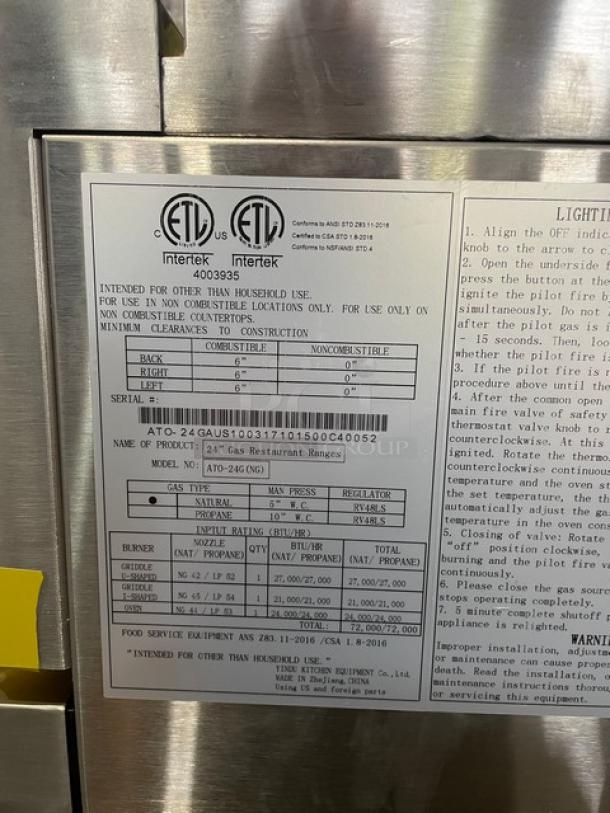 C ETL LISTED US ETL
Intertek Intertek
4003935
Conforms to ANSI STD Z83.11-2016
Certified to CSA STD 1.8-2016
Conforms to NSF/ANSI STD.4
INTENDED FOR OTHER THAN HOUSEHOLD USE.
FOR USE IN NON COMBUSTIBLE LOCATIONS ONLY. FOR USE ONLY ON
NON COMBUSTIBLE COUNTERTOPS.
MINIMUM CLEARANCES TO CONSTRUCTION
COMBUSTIBLE NONCOMBUSTIBLE
BACK 6" 0"
RIGHT 6" 0"
LEFT 6" 0"
SERIAL #:
ATO-24GAUS100317101500C40052
NAME OF PRODUCT: 24" Gas Restaurant Ranges
MODEL NO: ATO-24G(NG)
GAS TYPE MAN PRESS REGULATOR
● NATURAL 5" W.C. RV48LS
PROPANE 10" W.C. RV48LS
INPTUT RATING (BTU/HR)
BURNER NOZZLE (NAT/ PROPANE) QTY BTU/HR (NAT/ PROPANE) TOTAL (NAT/ PROPANE)
GRIDDLE U-SHAPED NG 42 / LP 52 1 27,000/27,000 27,000/27,000
GRIDDLE I-SHAPED NG 45 / LP 54 1 21,000/21,000 21,000/21,000
OVEN NG 44 / LP 53 1 24,000/24,000 24,000/24,000
TOTAL: 72,000/72,000
FOOD SERVICE EQUIPMENT ANS Z83.11-2016 /CSA 1.8-2016
"INTENDED FOR OTHER THAN HOUSEHOLD USE."
YINDU KITCHEN EQUIPMENT Co., Ltd.
MADE IN ZheJiang, CHINA
Using US and foreign parts
1. Align the OFF
knob to the arrow to
2. Open the underside
press the button at the
ignite the pilot fire
simultaneously. Do not
after the pilot gas is
- 15 seconds. Then,
whether the pilot fire
3. If the pilot fire is
procedure above until the
4. After the common open
main fire valve of safety
thermostat valve knob to
counterclockwise. At this
ignited. Rotate the
counterclockwise
temperature and the oven
the set temperature, the
automatically adjust the
temperature in the oven
5. Closing of valve: Rotate
"off" position clockwise,
burning and the pilot fire
continuously.
6. Please close the gas
stops operating completely.
7. 5 minute complete shutoff
appliance is relighted.
Improper installation,
or maintenance can cause
death. Read the installation,
maintenance instructions
or servicing this equipment.
GROUP